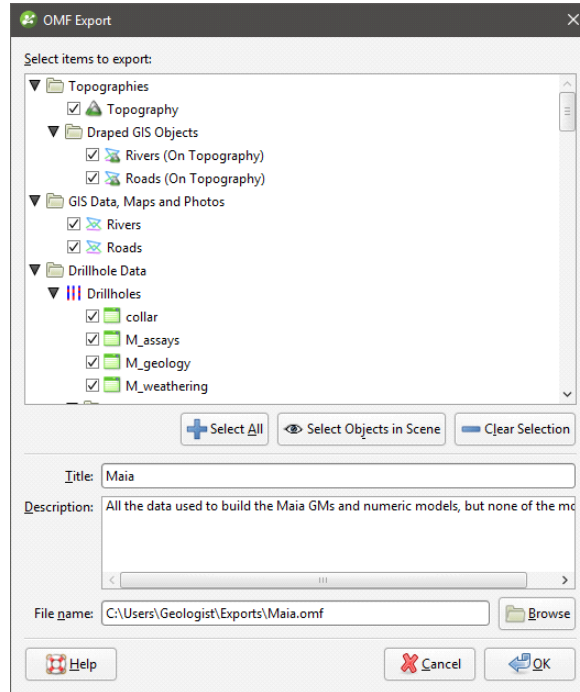 OMF Export
Select items to export:
Topographies
Topography
Draped GIS Objects
Rivers (On Topography)
Roads (On Topography)
GIS Data, Maps and Photos
Rivers
Roads
Drillhole Data
Drillholes
collar
M_assays
M_geology
M_weathering
Select All
Select Objects in Scene
Clear Selection
Title: Maia
Description: All the data used to build the Maia GMs and numeric models, but none of the
File name: C:\Users\Geologist\Exports\Maia.omf
Browse
Help
Cancel
OK